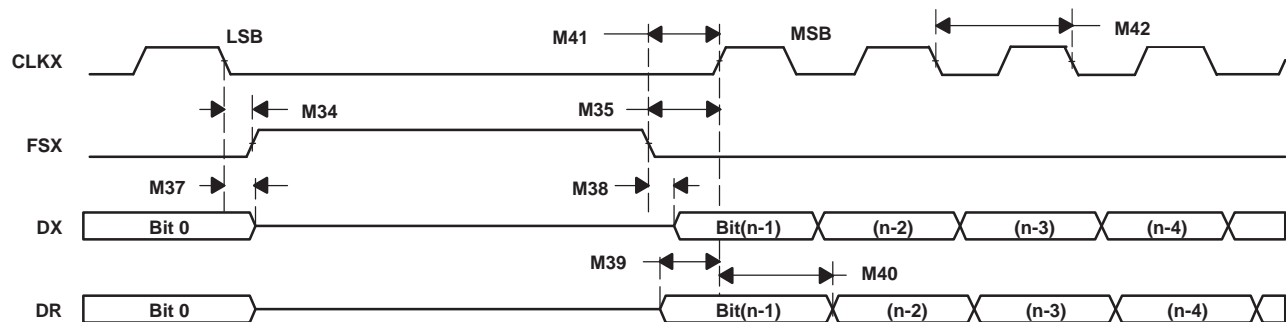 LSB
M41
MSB
M42
CLKX
M34
M35
FSX
M37
M38
DX
Bit 0
Bit(n-1)
(n-2)
(n-3)
(n-4)
M39
M40
DR
Bit 0
Bit(n-1)
(n-2)
(n-3)
(n-4)